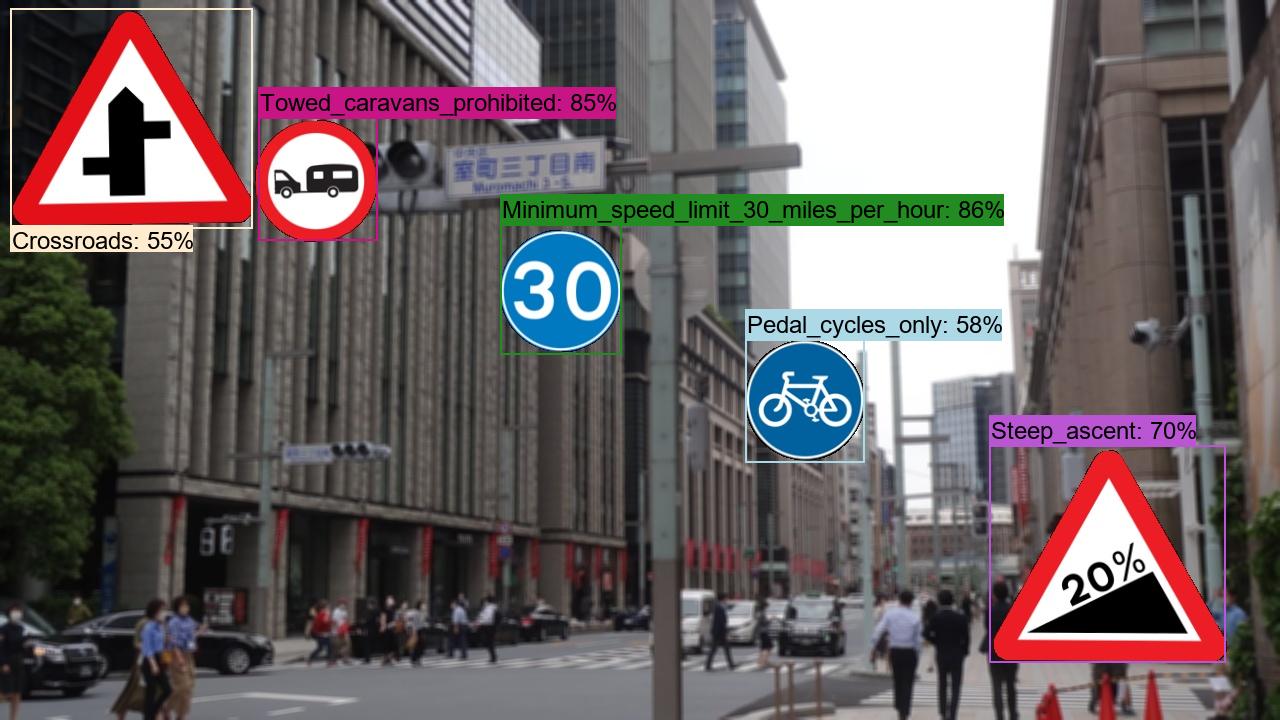 Towed_caravans_prohibited: 85%
室町三丁目南
Muromachi 3-S.
Minimum_speed_limit_30_miles_per_hour: 86%
Crossroads: 55%
30
Pedal_cycles_only: 58%
Steep_ascent: 70%
20%